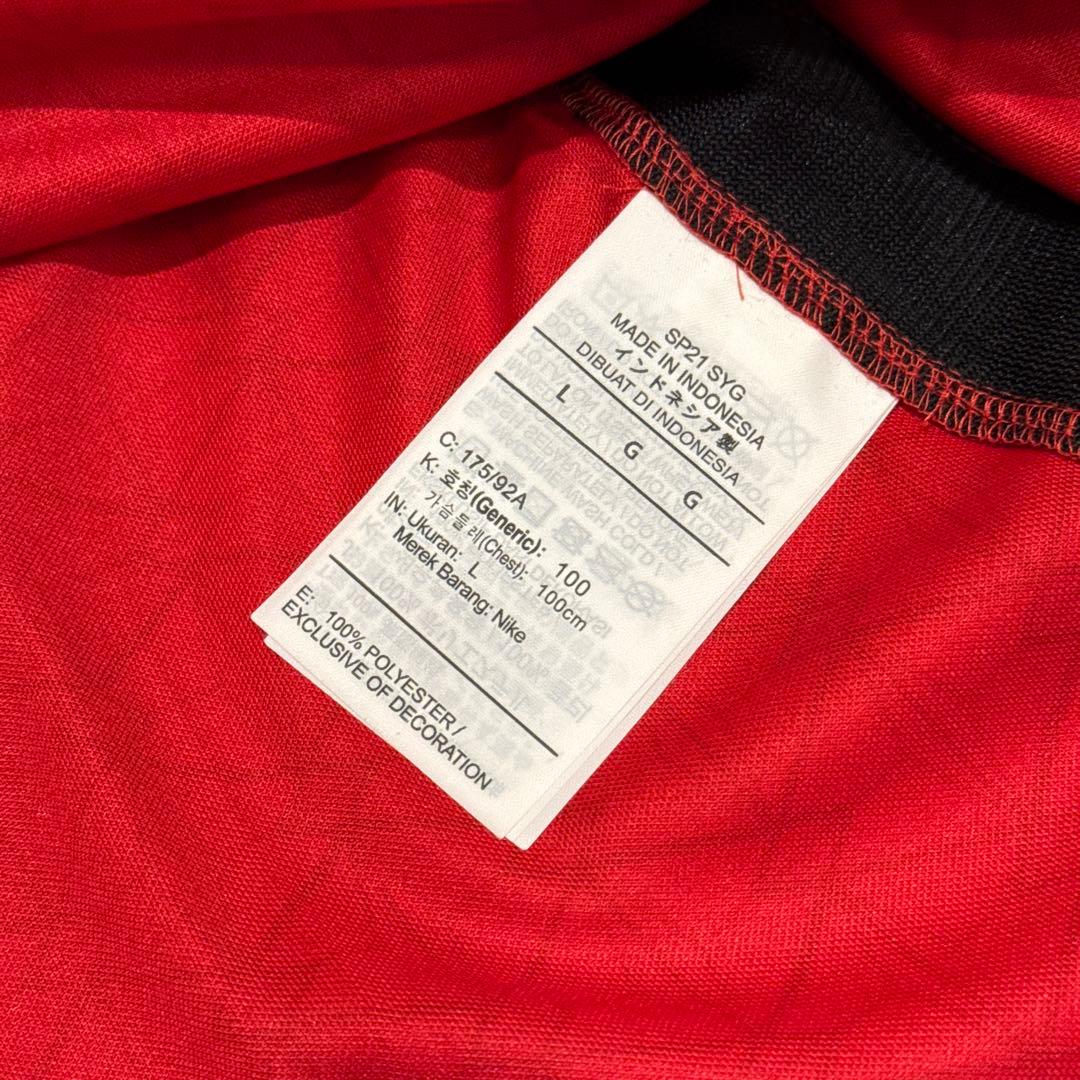 SP21 SYG
MADE IN INDONESIA
インドネシア製
DIBUAT DI INDONESIA
L G G
C: 175/92A
K: 호칭(Generic): 100
가슴둘레(Chest): 100cm
IN: Ukuran: L
Merek Barang: Nike
E: 100% POLYESTER /
EXCLUSIVE OF DECORATION